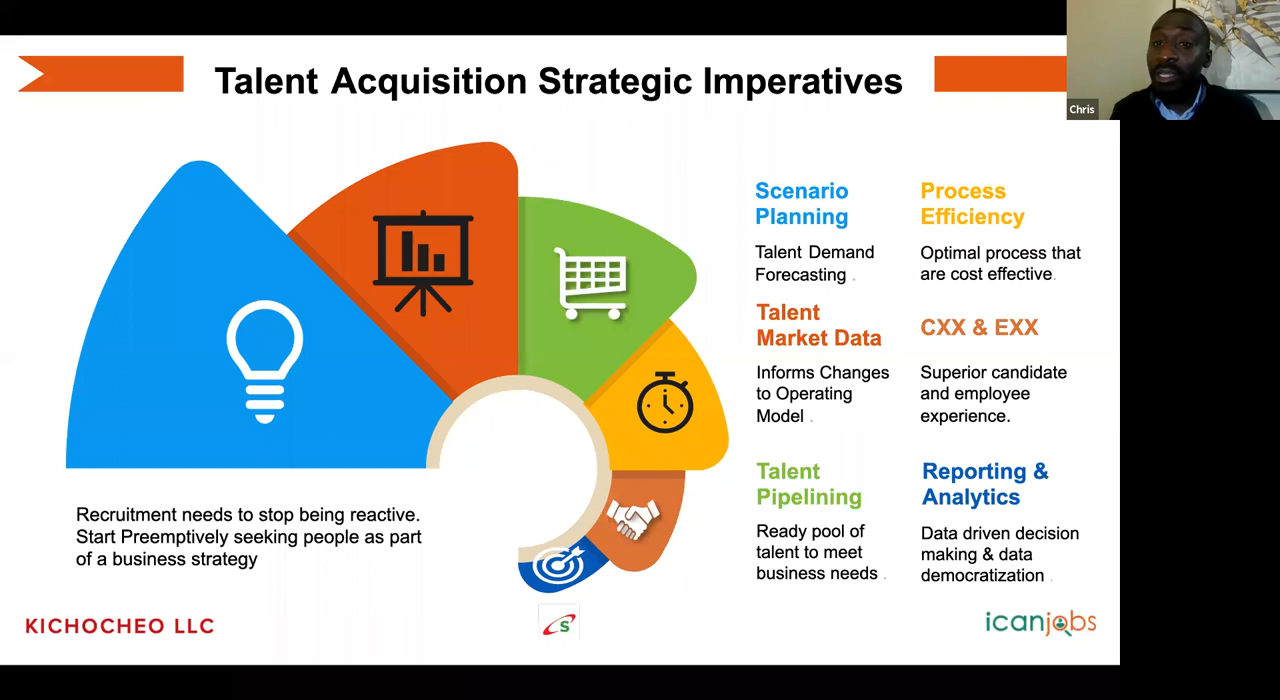 Talent Acquisition Strategic Imperatives
Chris
Scenario
Planning
Talent Demand
Forecasting .
Process
Efficiency
Optimal process that
are cost effective.
Talent
Market Data
Informs Changes
to Operating
Model .
CXX & EXX
Superior candidate
and employee
experience.
Talent
Pipelining
Ready pool of
talent to meet
business needs .
Reporting &
Analytics
Data driven decision
making & data
democratization .
Recruitment needs to stop being reactive.
Start Preemptively seeking people as part
of a business strategy
KICHOCHEO LLC
S
icanjobs